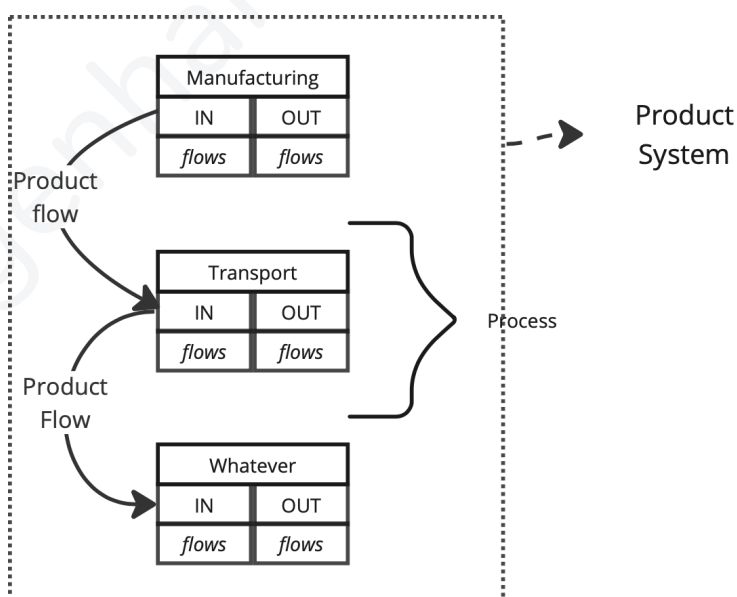 Manufacturing
IN OUT
flows flows
Product
System
Product
flow
Transport
IN OUT
flows flows
Process
Product
Flow
Whatever
IN OUT
flows flows